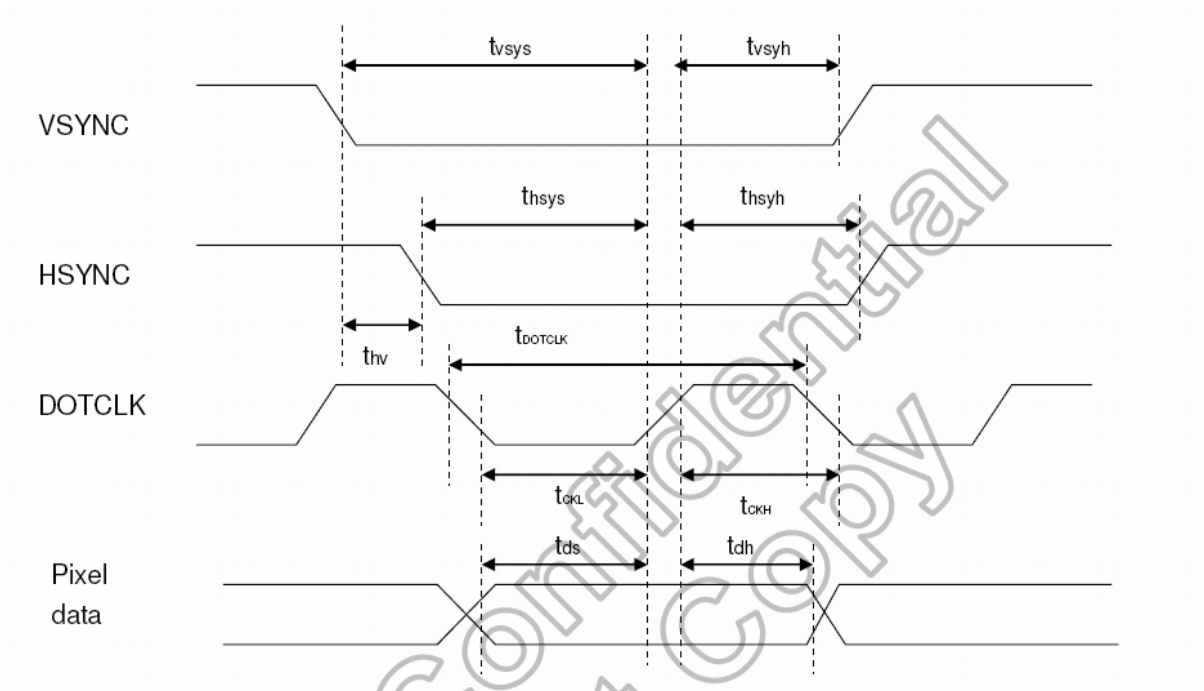 tvsys
tvsyh
VSYNC
thsys
thsyh
HSYNC
tDOTCLK
thv
DOTCLK
tCKL
tCKH
tds
tdh
Pixel
data
Confidential
Copy